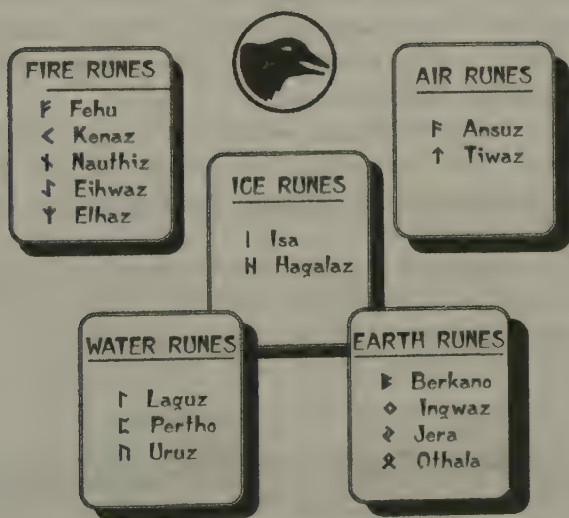 FIRE RUNES
ᚠ Fehu
ᚲ Kenaz
ᚾ Nauthiz
ᛇ Eihwaz
ᛉ Elhaz
AIR RUNES
ᚨ Ansuz
ᛏ Tiwaz
ICE RUNES
ᛁ Isa
ᚺ Hagalaz
WATER RUNES
ᛚ Laguz
ᛈ Pertho
ᚢ Uruz
EARTH RUNES
ᛒ Berkano
ᛜ Ingwaz
ᛃ Jera
ᛟ Othala